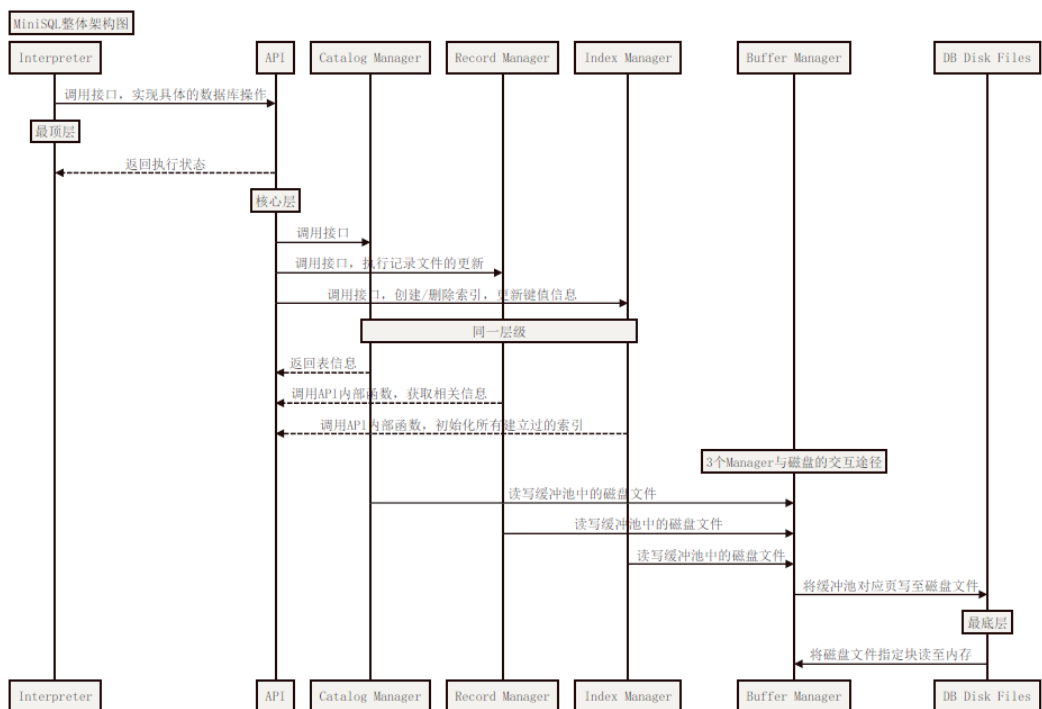 MiniSQL整体架构图
Interpreter
API
Catalog Manager
Record Manager
Index Manager
Buffer Manager
DB Disk Files
调用接口，实现具体的数据库操作
最顶层
返回执行状态
核心层
调用接口
调用接口，执行记录文件的更新
调用接口，创建/删除索引，更新键值信息
同一层级
返回表信息
调用API内部函数，获取相关信息
调用API内部函数，初始化所有建立过的索引
3个Manager与磁盘的交互途径
读写缓冲池中的磁盘文件
读写缓冲池中的磁盘文件
读写缓冲池中的磁盘文件
将缓冲池对应页写至磁盘文件
最底层
将磁盘文件指定块读至内存
Interpreter
API
Catalog Manager
Record Manager
Index Manager
Buffer Manager
DB Disk Files